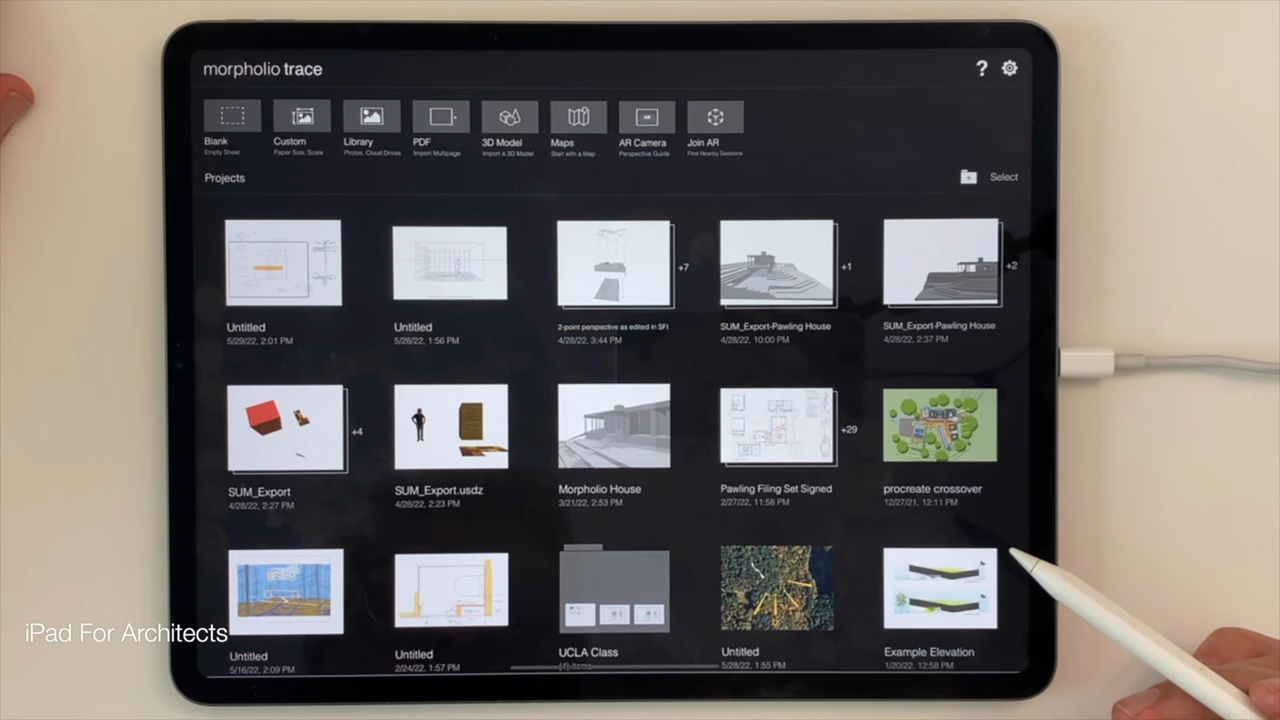 morpholio trace
?
Blank
Empty Sheet
Custom
Paper Size, Scale
Library
Photos, Cloud Drives
PDF
Import Multipage
3D Model
Import a 3D Model
Maps
Start with a Map
AR
AR Camera
Perspective Guide
Join AR
Find Nearby Sessions
Projects
Select
Untitled
5/29/22, 2:01 PM
Untitled
5/28/22, 1:56 PM
+7
2-point perspective as edited in SFI
4/28/22, 3:44 PM
+1
SUM_Export-Pawling House
4/28/22, 10:00 PM
+2
SUM_Export-Pawling House
4/28/22, 2:37 PM
+4
SUM_Export
4/28/22, 2:27 PM
SUM_Export.usdz
4/28/22, 2:23 PM
Morpholio House
3/21/22, 2:53 PM
+29
Pawling Filing Set Signed
2/27/22, 11:58 PM
procreate crossover
12/27/21, 12:11 PM
Untitled
5/16/22, 2:09 PM
Untitled
2/24/22, 1:57 PM
UCLA Class
(4) items
Untitled
5/28/22, 1:55 PM
Example Elevation
1/20/22, 12:58 PM
iPad For Architects